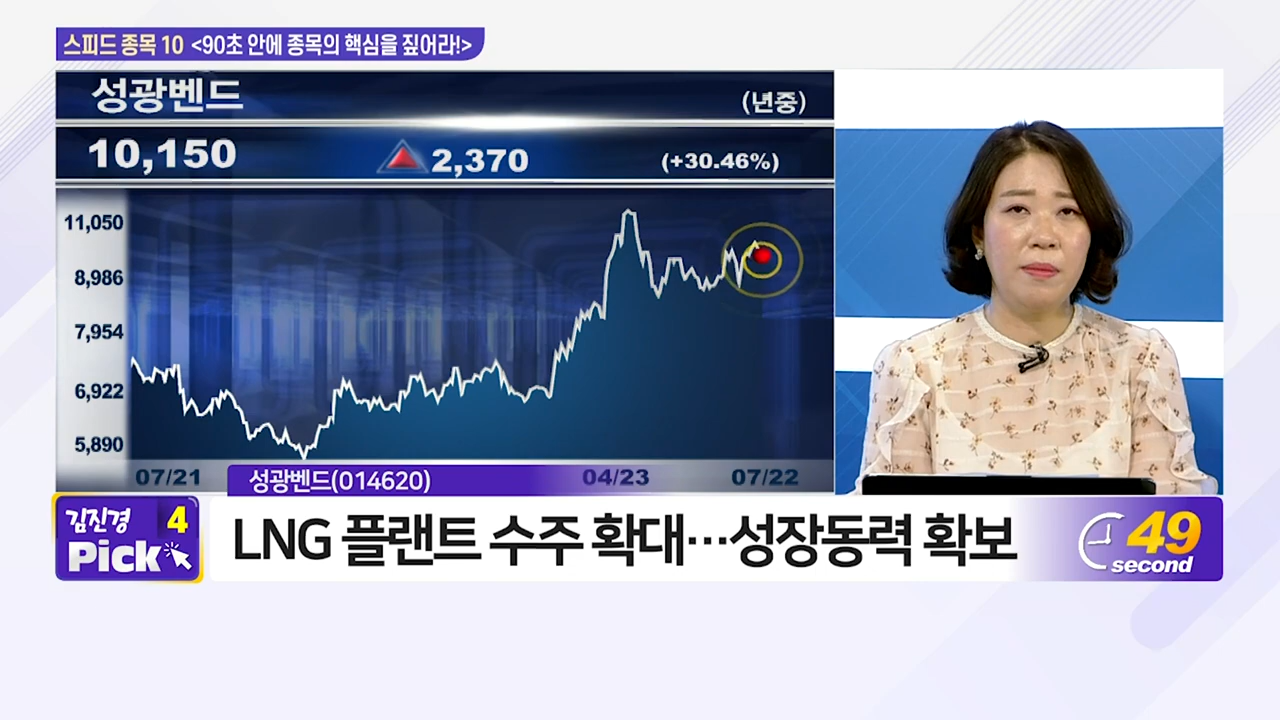 스피드 종목 10 <90초 안에 종목의 핵심을 짚어라!>
성광벤드
(년중)
10,150 2,370 (+30.46%)
11,050
8,986
7,954
6,922
5,890
07/21 04/23 07/22
성광벤드(014620)
김진경 4
Pick
LNG 플랜트 수주 확대…성장동력 확보
49
second